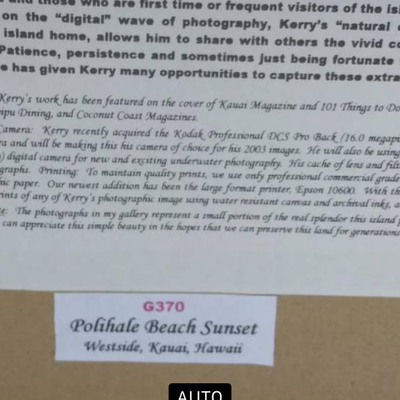 and those who are first time or frequent visitors of the is
on the "digital" wave of photography, Kerry's "natural
island home, allows him to share with others the vivid co
Patience, persistence and sometimes just being fortunate
e has given Kerry many opportunities to capture these extra
Kerry's work has been featured on the cover of Kauai Magazine and 101 Things to Do
ipu Dining, and Coconut Coast Magazines.
Camera: Kerry recently acquired the Kodak Professional DCS Pro Back (16.0 megap
ra and will be making this his camera of choice for his 2003 images. He will also be using
) digital camera for new and exciting underwater photography. His cache of lens and filt
graphs. Printing: To maintain quality prints, we use only professional commercial grade
hic paper. Our newest addition has been the large format printer, Epson 10600. With th
rints of any of Kerry's photographic image using water resistant canvas and archival inks, a
te: The photographs in my gallery represent a small portion of the real splendor this island
can appreciate this simple beauty in the hopes that we can preserve this land for generation
G370
Polihale Beach Sunset
Westside, Kauai, Hawaii
AUTO